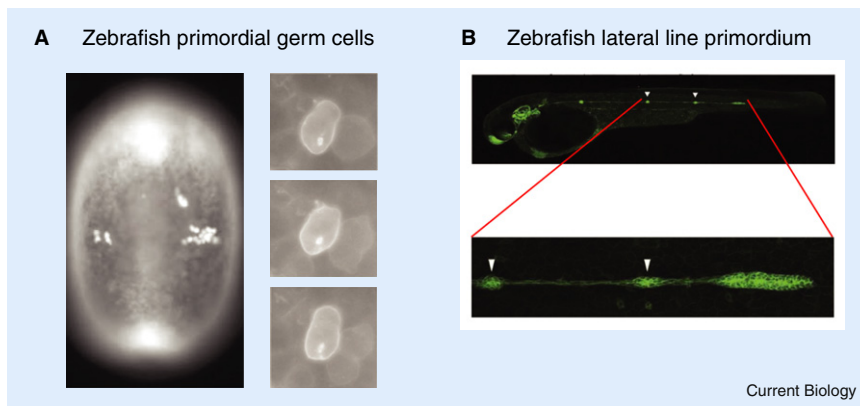 A Zebrafish primordial germ cells
B Zebrafish lateral line primordium
Current Biology